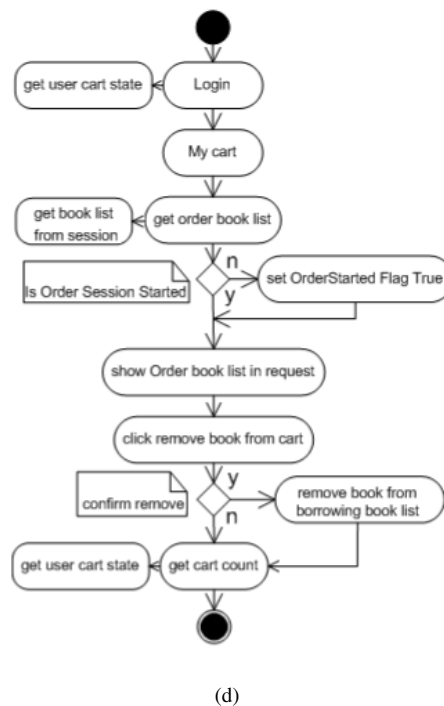 get user cart state
Login
My cart
get book list
from session
get order book list
n
Is Order Session Started
y
set OrderStarted Flag True
show Order book list in request
click remove book from cart
y
confirm remove
n
remove book from
borrowing book list
get user cart state
get cart count
(d)